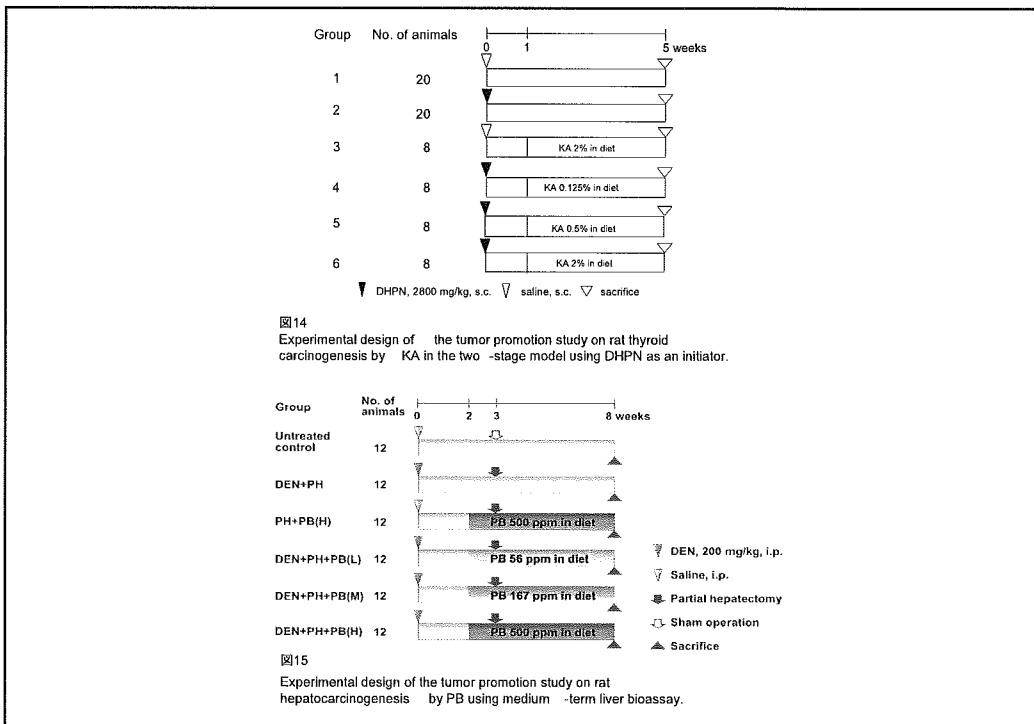 Group No. of animals
0 1 5 weeks
1 20
2 20
3 8 KA 2% in diet
4 8 KA 0.125% in diet
5 8 KA 0.5% in diet
6 8 KA 2% in diet
DHPN, 2800 mg/kg, s.c. saline, s.c. sacrifice
図14
Experimental design of the tumor promotion study on rat thyroid
carcinogenesis by KA in the two -stage model using DHPN as an initiator.
Group No. of animals
0 2 3 8 weeks
Untreated control 12
DEN+PH 12
PH+PB(H) 12 PB 500 ppm in diet
DEN+PH+PB(L) 12 PB 56 ppm in diet
DEN+PH+PB(M) 12 PB 167 ppm in diet
DEN+PH+PB(H) 12 PB 500 ppm in diet
DEN, 200 mg/kg, i.p.
Saline, i.p.
Partial hepatectomy
Sham operation
Sacrifice
図15
Experimental design of the tumor promotion study on rat
hepatocarcinogenesis by PB using medium -term liver bioassay.